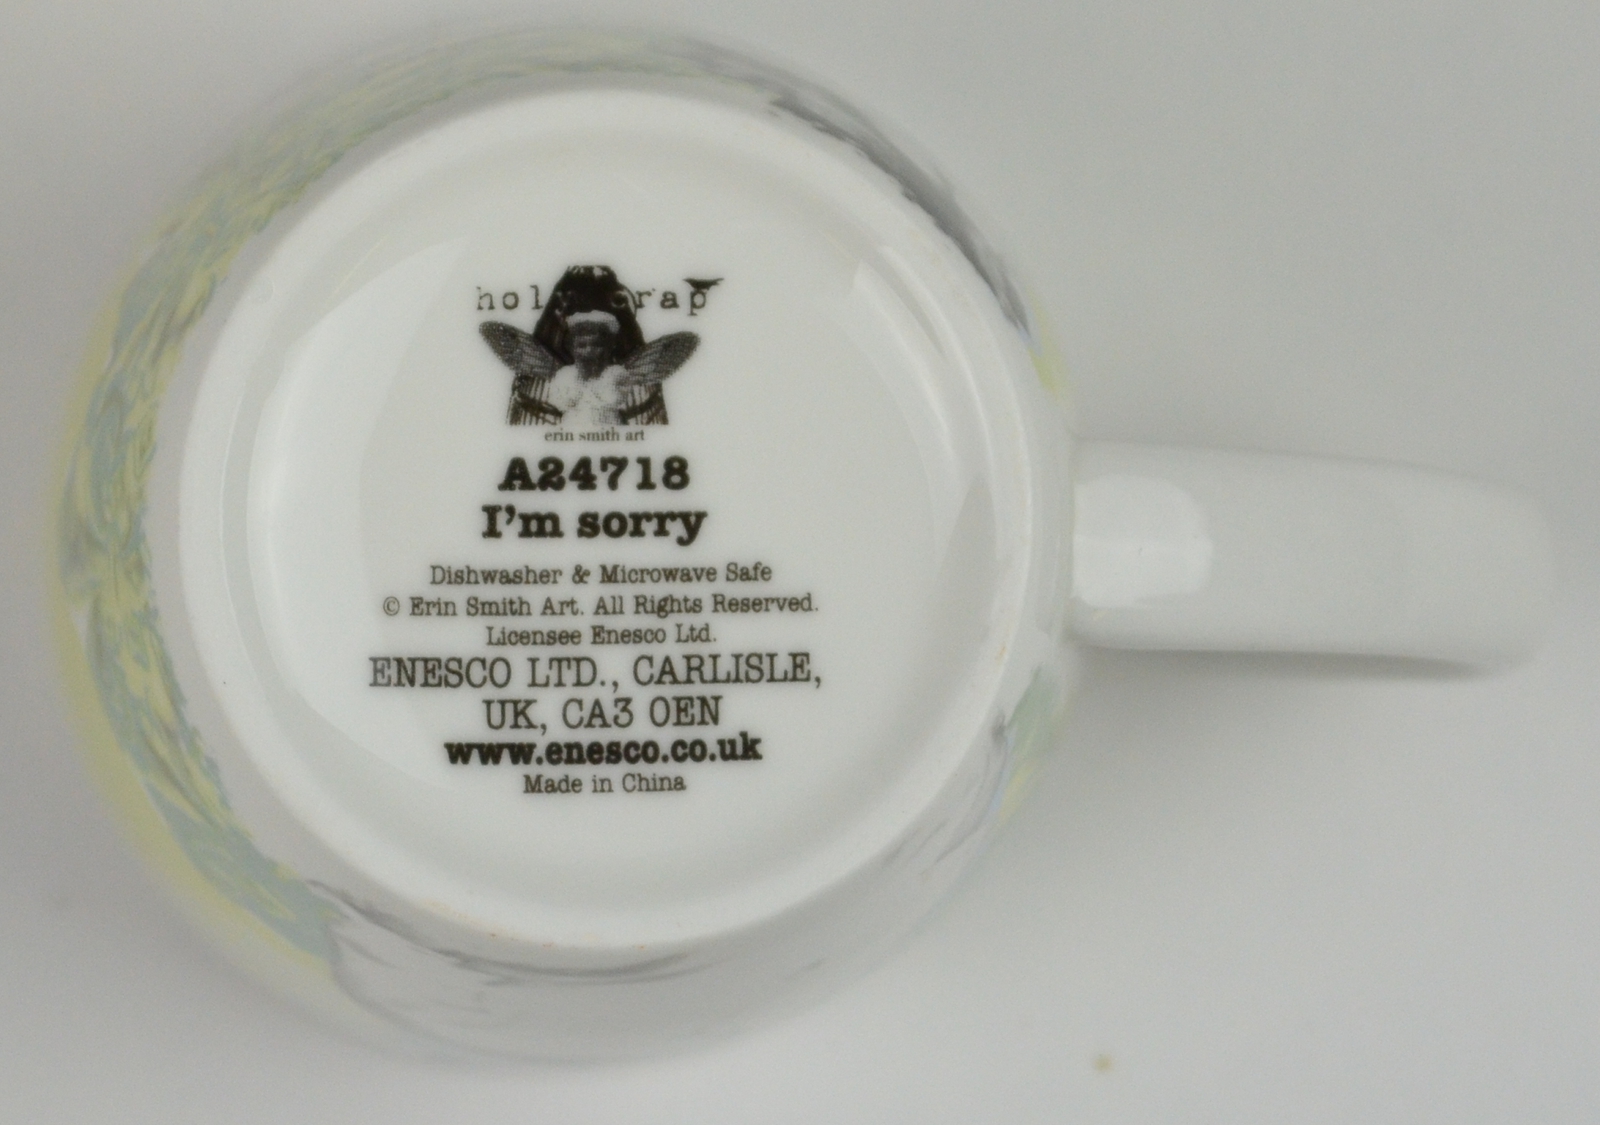 holy crap
erin smith art
A24718
I'm sorry
Dishwasher & Microwave Safe
© Erin Smith Art. All Rights Reserved.
Licensee Enesco Ltd.
ENESCO LTD., CARLISLE,
UK, CA3 0EN
www.enesco.co.uk
Made in China